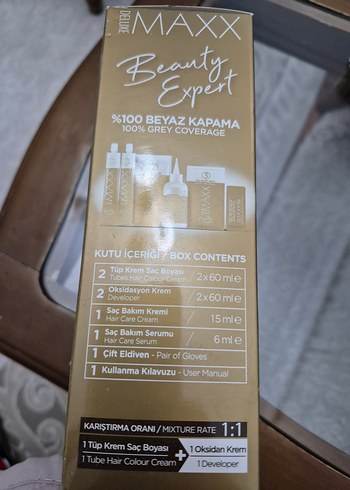 DELUXE
MAXX
Beauty
Expert
%100 BEYAZ KAPAMA
100% GREY COVERAGE
KUTU İÇERİĞİ / BOX CONTENTS
2 Tüp Krem Saç Boyası 2x60 ml e
Tubes Hair Colour Cream
2 Oksidasyon Krem 2x60 ml e
Developer
1 Saç Bakım Kremi 15 ml e
Hair Care Cream
1 Saç Bakım Serumu 6 ml e
Hair Care Serum
1 Çift Eldiven - Pair of Gloves
1 Kullanma Kılavuzu - User Manual
KARIŞTIRMA ORANI / MIXTURE RATE 1:1
1 Tüp Krem Saç Boyası + 1 Oksidan Krem
1 Tube Hair Colour Cream 1 Developer